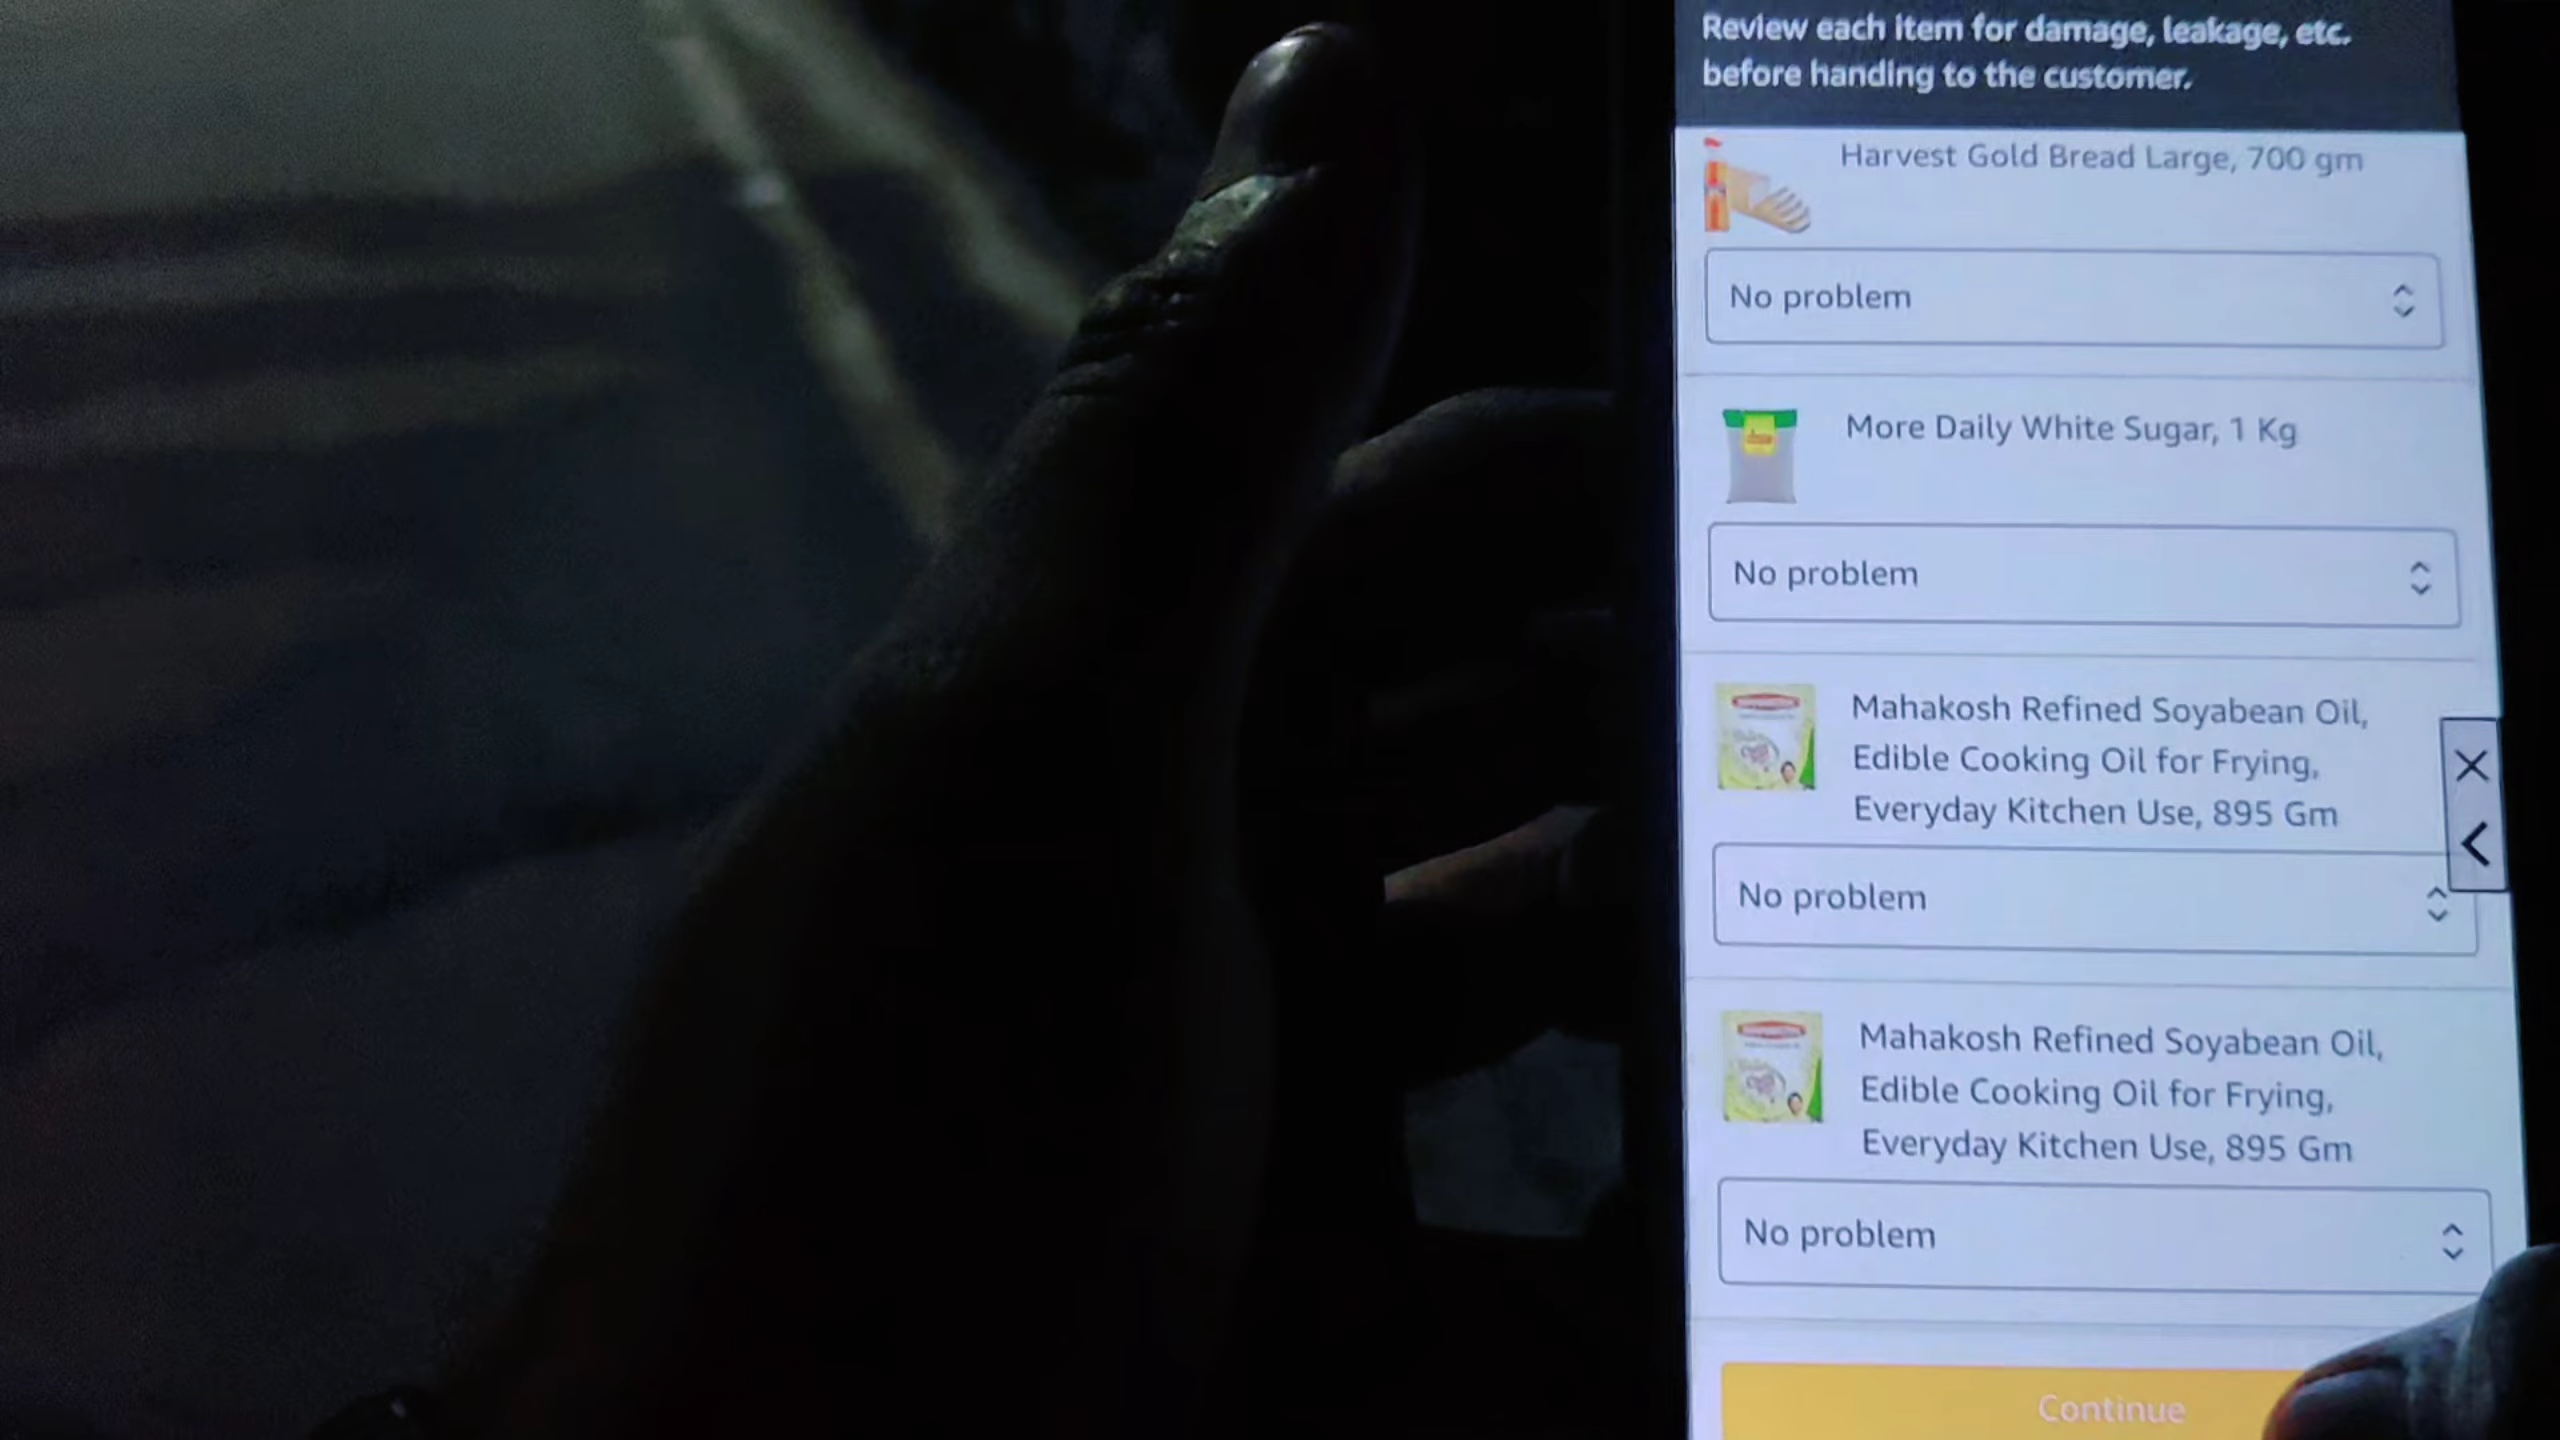 Review each item for damage, leakage, etc.
before handing to the customer.
Harvest Gold Bread Large, 700 gm
No problem
More Daily White Sugar, 1 Kg
No problem
Mahakosh Refined Soyabean Oil,
Edible Cooking Oil for Frying,
Everyday Kitchen Use, 895 Gm
No problem
Mahakosh Refined Soyabean Oil,
Edible Cooking Oil for Frying,
Everyday Kitchen Use, 895 Gm
No problem
Continue